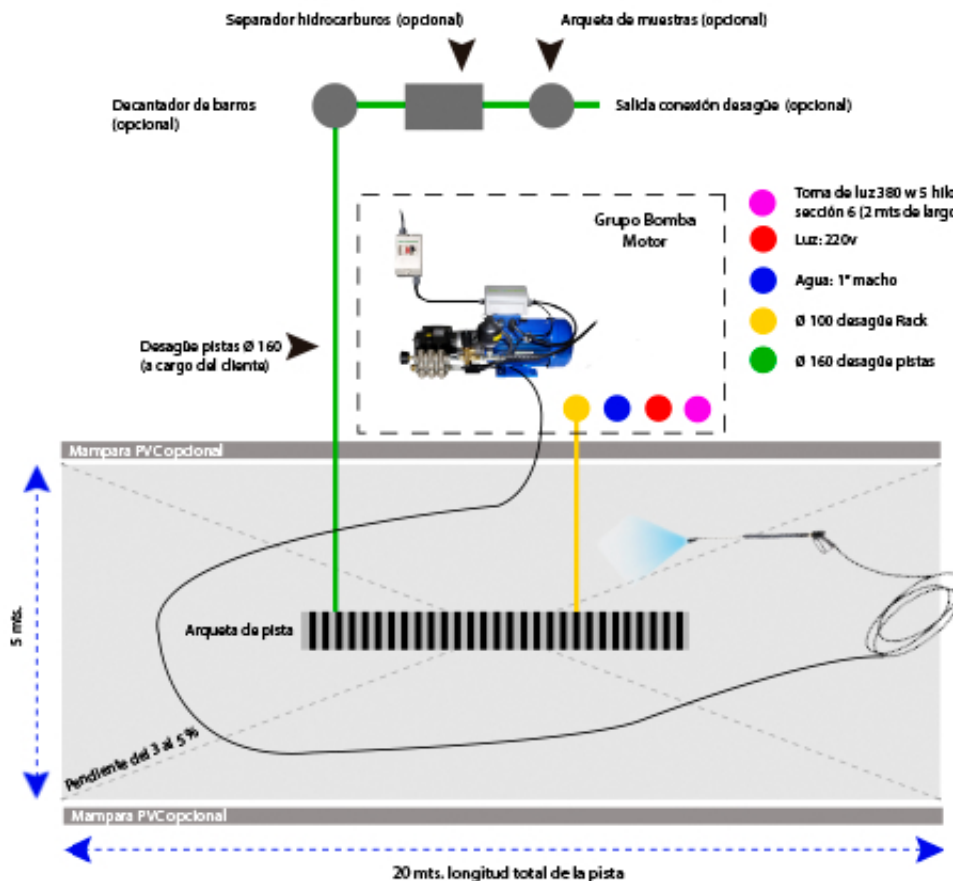 Separador hidrocarburos (opcional)
Arqueta de muestras (opcional)
Decantador de barros
(opcional)
Salida conexión desagüe (opcional)
Toma de luz 380 w 5 hilo
sección 6 (2 mts de largo
Grupo Bomba
Motor
Luz: 220v
Agua: 1" macho
Ø 100 desagüe Rack
Desagüe pistas Ø 160
(a cargo del cliente)
Ø 160 desagüe pistas
Mampara PVC opcional
5 mts.
Arqueta de pista
Pendiente del 3 al 5 %
Mampara PVC opcional
20 mts. longitud total de la pista